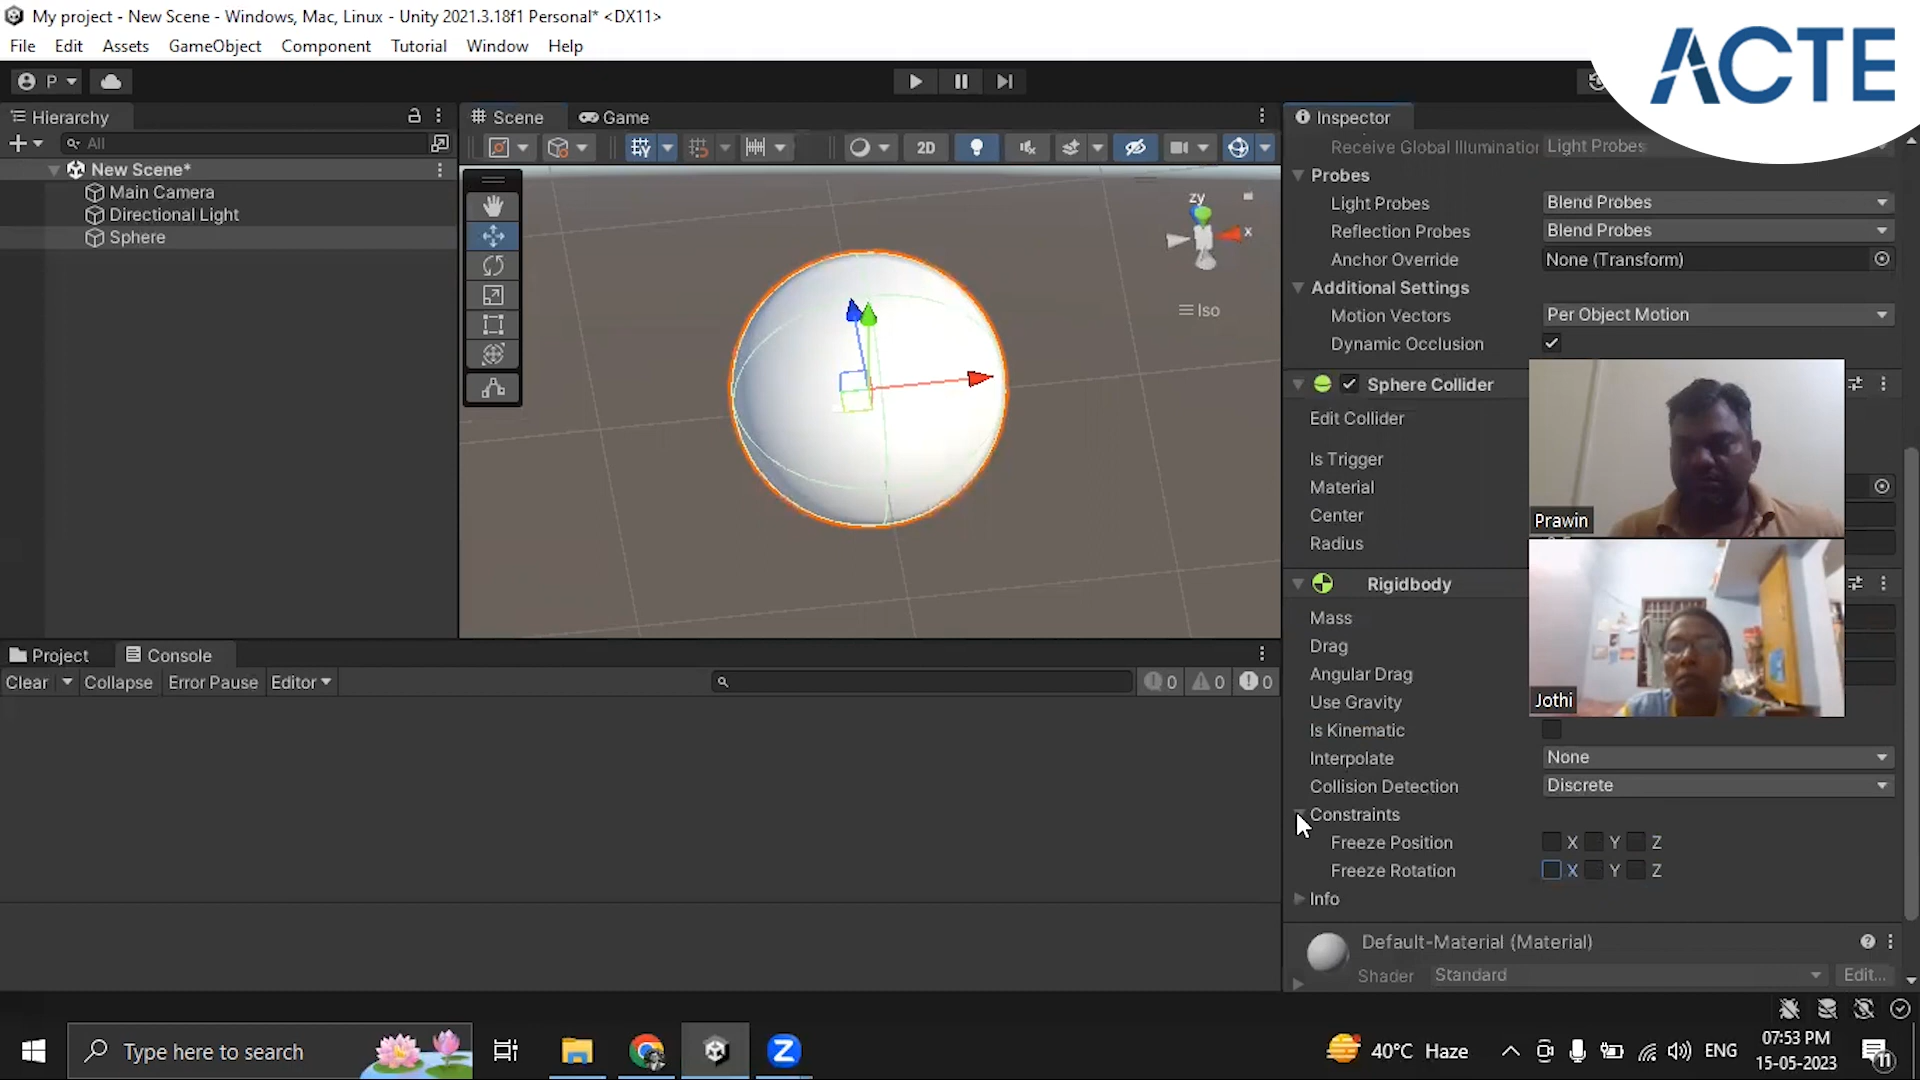 My project - New Scene - Windows, Mac, Linux - Unity 2021.3.18f1 Personal* <DX11>
File Edit Assets GameObject Component Tutorial Window Help
ACTE
P
Hierarchy
Scene
Game
Inspector
All
2D
New Scene*
Main Camera
Directional Light
Sphere
zy
x
Iso
Receive Global Illumination Light Probes
Probes
Light Probes Blend Probes
Reflection Probes Blend Probes
Anchor Override None (Transform)
Additional Settings
Motion Vectors Per Object Motion
Dynamic Occlusion
Sphere Collider
Edit Collider
Is Trigger
Material
Center
Radius
Prawin
Rigidbody
Mass
Drag
Angular Drag
Use Gravity
Jothi
Is Kinematic
Interpolate None
Collision Detection Discrete
Constraints
Freeze Position X Y Z
Freeze Rotation X Y Z
Info
Default-Material (Material)
Shader Standard Edit...
Project
Console
Clear Collapse Error Pause Editor
0 0 0
Type here to search
Z
40°C Haze
ENG
07:53 PM
15-05-2023
11